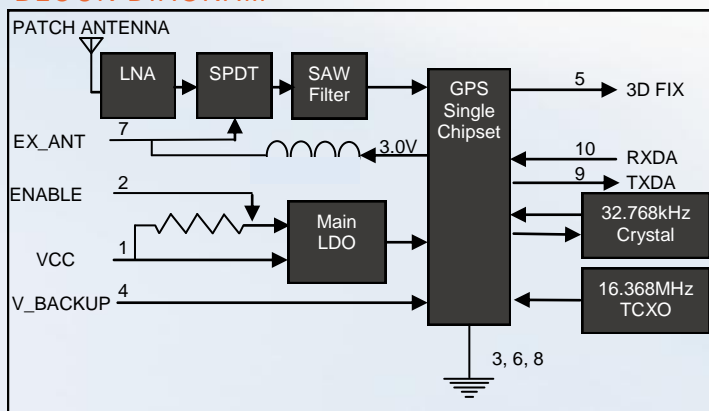 PATCH ANTENNA
LNA
SPDT
SAW
Filter
GPS
Single
Chipset
5
3D FIX
7
EX_ANT
3.0V
10
RXDA
9
TXDA
2
ENABLE
32.768kHz
Crystal
Main
LDO
1
VCC
4
V_BACKUP
16.368MHz
TCXO
3, 6, 8